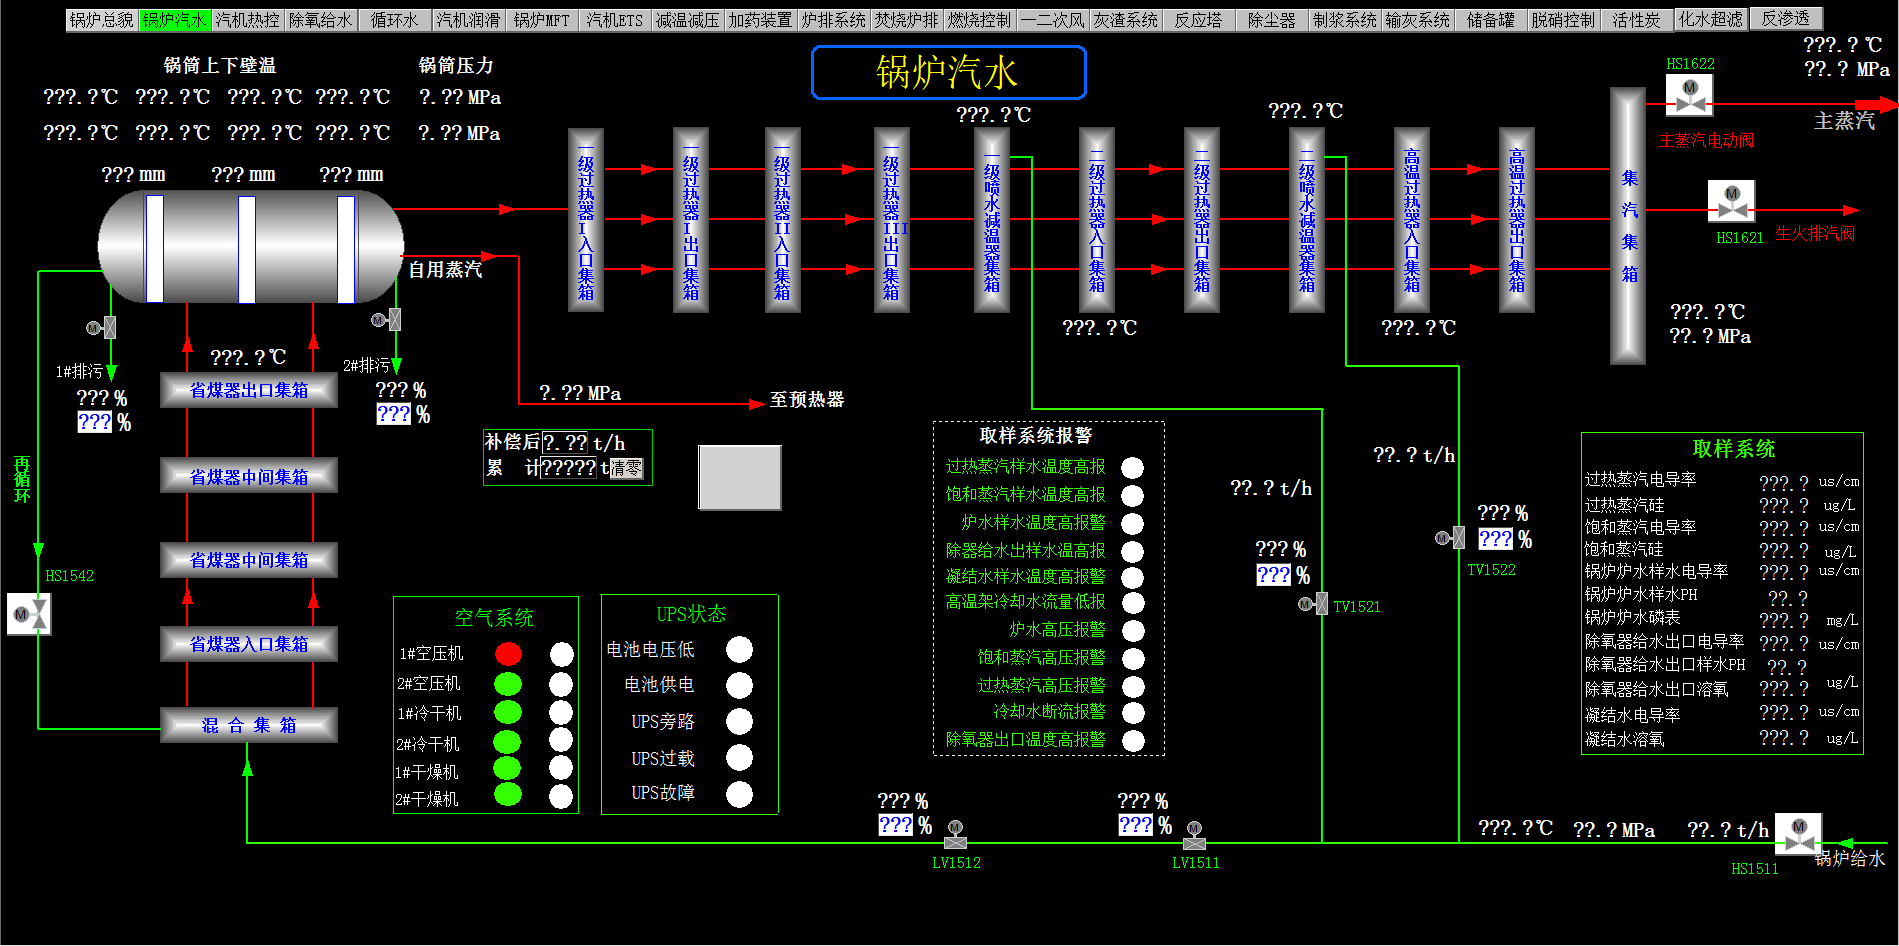 锅炉总貌 锅炉汽水 汽机热控 除氧给水 循环水 汽机润滑 锅炉MFT 汽机ETS 减温减压 加药装置 炉排系统 焚烧炉排 燃烧控制 一二次风 灰渣系统 反应塔 除尘器 制浆系统 输灰系统 储备罐 脱硝控制 活性炭 化水超滤 反渗透
锅炉汽水
锅筒上下壁温
锅筒压力
???.?℃ ???.?℃ ???.?℃ ???.?℃ ?.??MPa
???.?℃ ???.?℃ ???.?℃ ???.?℃ ?.??MPa
???mm ???mm ???mm
自用蒸汽
???.?℃
???.?℃
一级过热器I入口集箱
一级过热器I出口集箱
一级过热器II入口集箱
一级过热器III出口集箱
一级喷水减温器集箱
二级过热器入口集箱
二级过热器出口集箱
二级喷水减温器集箱
高温过热器入口集箱
高温过热器出口集箱
集汽集箱
???.?℃
???.?℃
HS1622
主蒸汽电动阀
???.?℃
??.?MPa
主蒸汽
HS1621
生火排汽阀
???.?℃
??.?MPa
1#排污
???%
???%
2#排污
???%
???%
???.?℃
省煤器出口集箱
省煤器中间集箱
省煤器中间集箱
省煤器入口集箱
混合集箱
再循环
HS1542
?.??MPa
至预热器
补偿后?.??t/h
累 计?????t清零
空气系统
1#空压机
2#空压机
1#冷干机
2#冷干机
1#干燥机
2#干燥机
UPS状态
电池电压低
电池供电
UPS旁路
UPS过载
UPS故障
取样系统报警
过热蒸汽样水温度高报
饱和蒸汽样水温度高报
炉水样水温度高报警
除器给水出样水温高报
凝结水样水温度高报警
高温架冷却水流量低报
炉水高压报警
饱和蒸汽高压报警
过热蒸汽高压报警
冷却水断流报警
除氧器出口温度高报警
??.?t/h
???%
???%
TV1521
??.?t/h
???%
???%
TV1522
取样系统
过热蒸汽电导率 ???.? us/cm
过热蒸汽硅 ???.? ug/L
饱和蒸汽电导率 ???.? us/cm
饱和蒸汽硅 ???.? ug/L
锅炉炉水样水电导率 ???.? us/cm
锅炉炉水样水PH ??.?
锅炉炉水磷表 ???.? mg/L
除氧器给水出口电导率 ???.? us/cm
除氧器给水出口样水PH ??.?
除氧器给水出口溶氧 ???.? ug/L
凝结水电导率 ???.? us/cm
凝结水溶氧 ???.? ug/L
???%
???%
LV1512
???%
???%
LV1511
???.?℃ ??.?MPa ??.?t/h
HS1511
锅炉给水
M
M
M
M
M
M
M
M
M
M